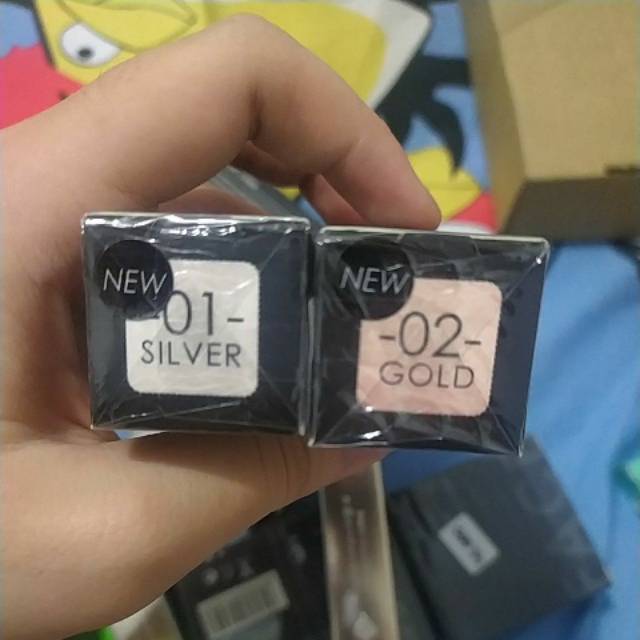 NEW
-01-
SILVER
NEW
-02-
GOLD